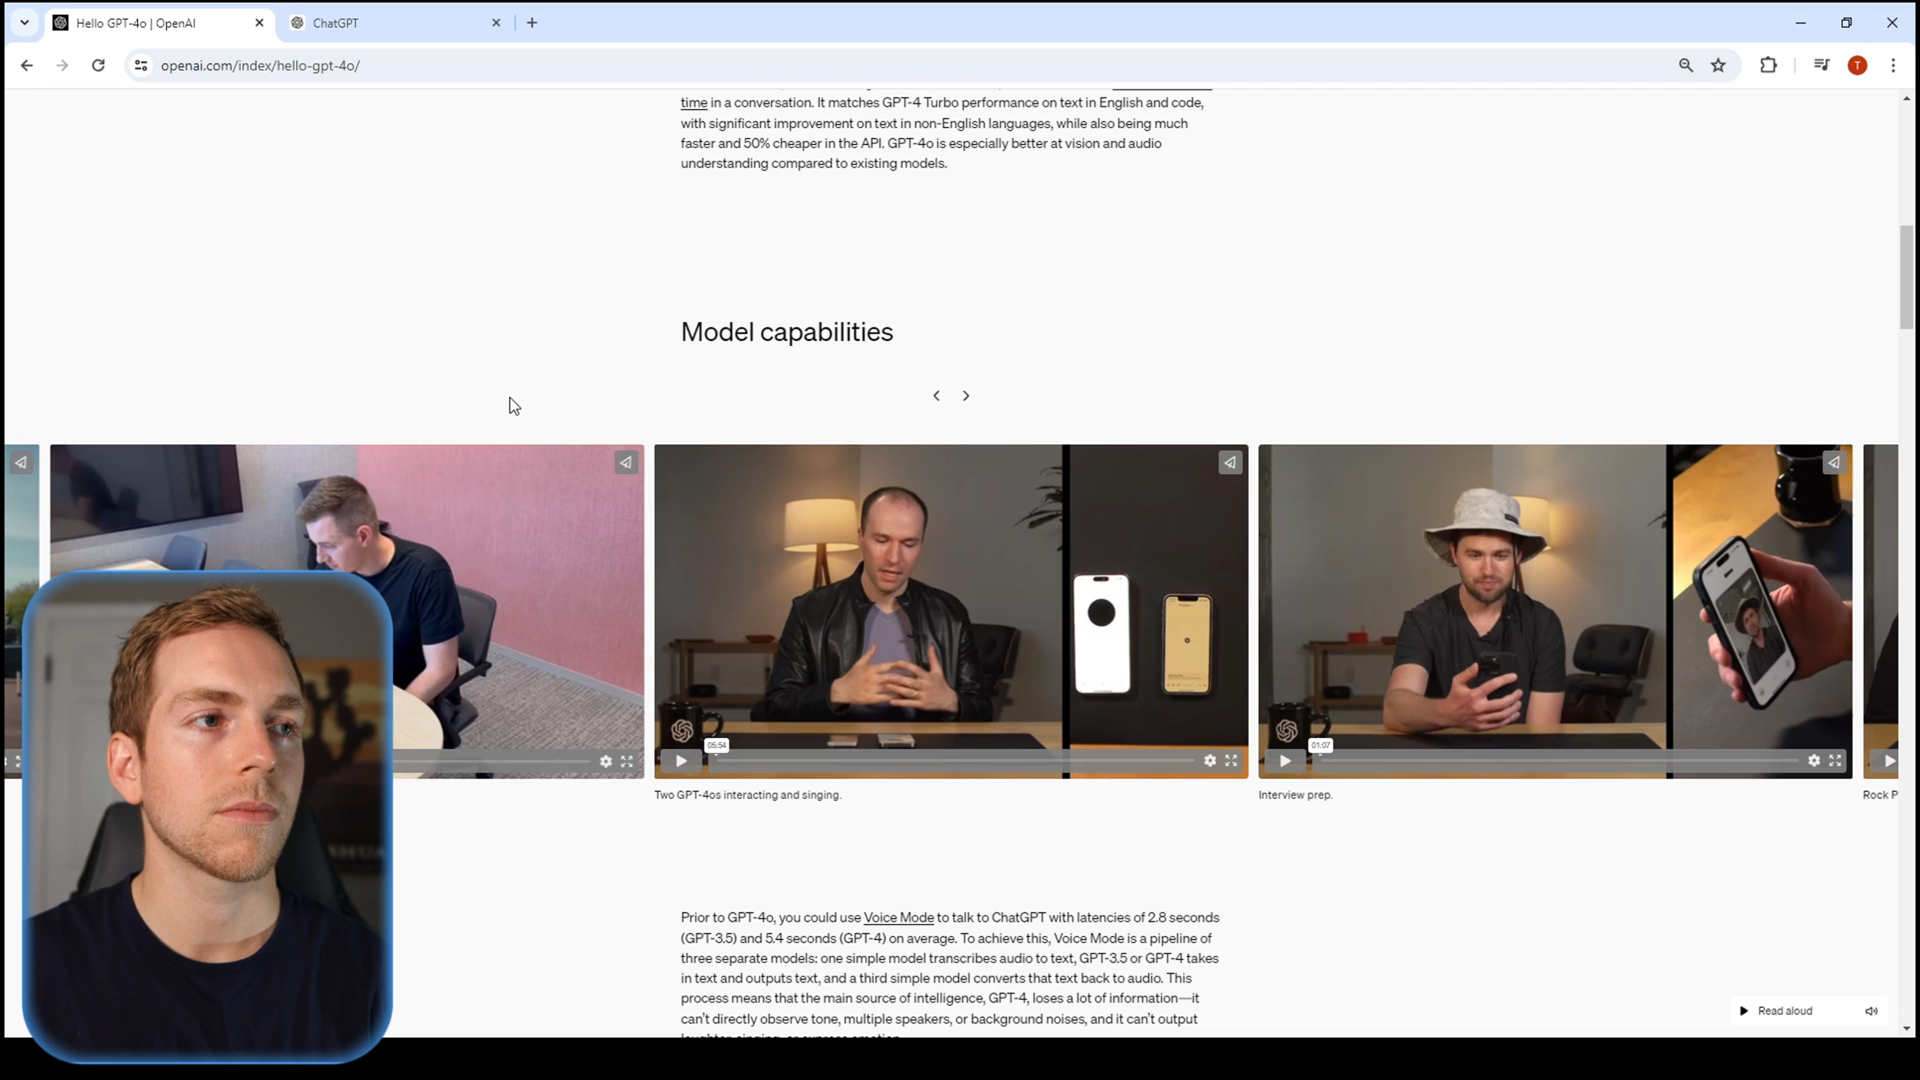 Hello GPT-4o | OpenAI
ChatGPT
openai.com/index/hello-gpt-4o/
T
time in a conversation. It matches GPT-4 Turbo performance on text in English and code,
with significant improvement on text in non-English languages, while also being much
faster and 50% cheaper in the API. GPT-4o is especially better at vision and audio
understanding compared to existing models.
Model capabilities
05:54
01:07
Two GPT-4os interacting and singing.
Interview prep.
Rock P
Prior to GPT-4o, you could use Voice Mode to talk to ChatGPT with latencies of 2.8 seconds
(GPT-3.5) and 5.4 seconds (GPT-4) on average. To achieve this, Voice Mode is a pipeline of
three separate models: one simple model transcribes audio to text, GPT-3.5 or GPT-4 takes
in text and outputs text, and a third simple model converts that text back to audio. This
process means that the main source of intelligence, GPT-4, loses a lot of information—it
can't directly observe tone, multiple speakers, or background noises, and it can't output
Read aloud